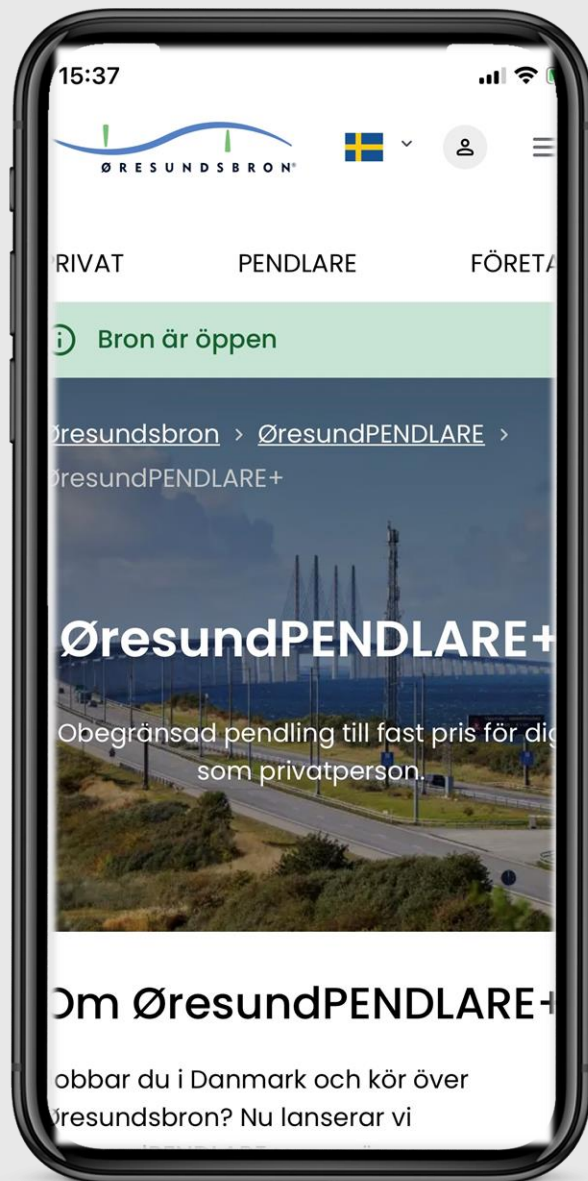 15:37
ØRESUNDSBRON®
PRIVAT PENDLARE FÖRETA
Bron är öppen
Øresundsbron > ØresundPENDLARE >
ØresundPENDLARE+
ØresundPENDLARE+
Obegränsad pendling till fast pris för dig
som privatperson.
Om ØresundPENDLARE+
obbar du i Danmark och kör över
Øresundsbron? Nu lanserar vi